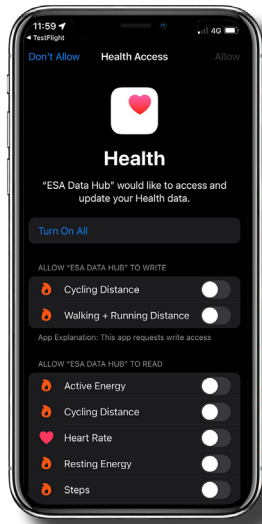 11:59
4G
◀ TestFlight
Don't Allow Health Access Allow
Health
"ESA Data Hub" would like to access and
update your Health data.
Turn On All
ALLOW "ESA DATA HUB" TO WRITE
Cycling Distance
Walking + Running Distance
App Explanation: This app requests write access
ALLOW "ESA DATA HUB" TO READ
Active Energy
Cycling Distance
Heart Rate
Resting Energy
Steps